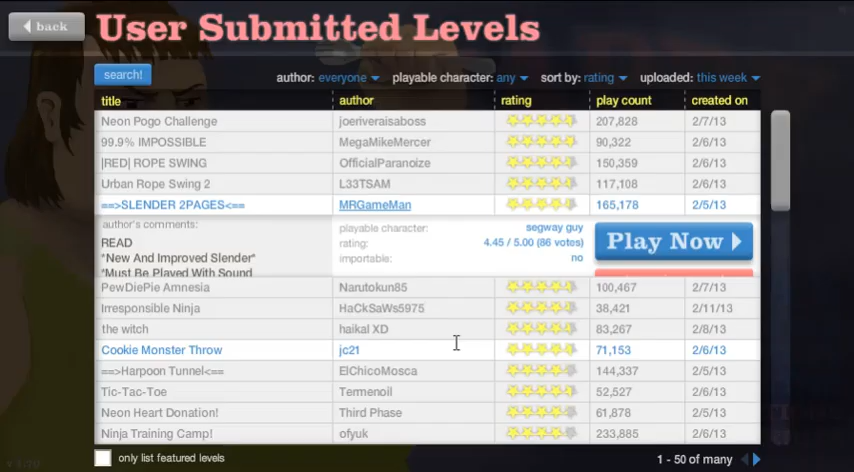 back
User Submitted Levels
search!
author: everyone playable character: any sort by: rating uploaded: this week
title author rating play count created on
Neon Pogo Challenge joeriveraisaboss 207,828 2/7/13
99.9% IMPOSSIBLE MegaMikeMercer 90,322 2/6/13
|RED| ROPE SWING OfficialParanoize 150,359 2/6/13
Urban Rope Swing 2 L33TSAM 117,108 2/6/13
==>SLENDER 2PAGES<== MRGameMan 165,178 2/5/13
author's comments:
READ
*New And Improved Slender*
*Must Be Played With Sound
playable character: segway guy
rating: 4.45 / 5.00 (86 votes)
importable: no
Play Now
PewDiePie Amnesia Narutokun85 100,467 2/7/13
Irresponsible Ninja HaCkSaWs5975 38,421 2/11/13
the witch haikal XD 83,267 2/8/13
Cookie Monster Throw jc21 71,153 2/6/13
==>Harpoon Tunnel<== ElChicoMosca 144,337 2/5/13
Tic-Tac-Toe Termenoil 52,527 2/6/13
Neon Heart Donation! Third Phase 61,878 2/5/13
Ninja Training Camp! ofyuk 233,885 2/6/13
only list featured levels
1 - 50 of many